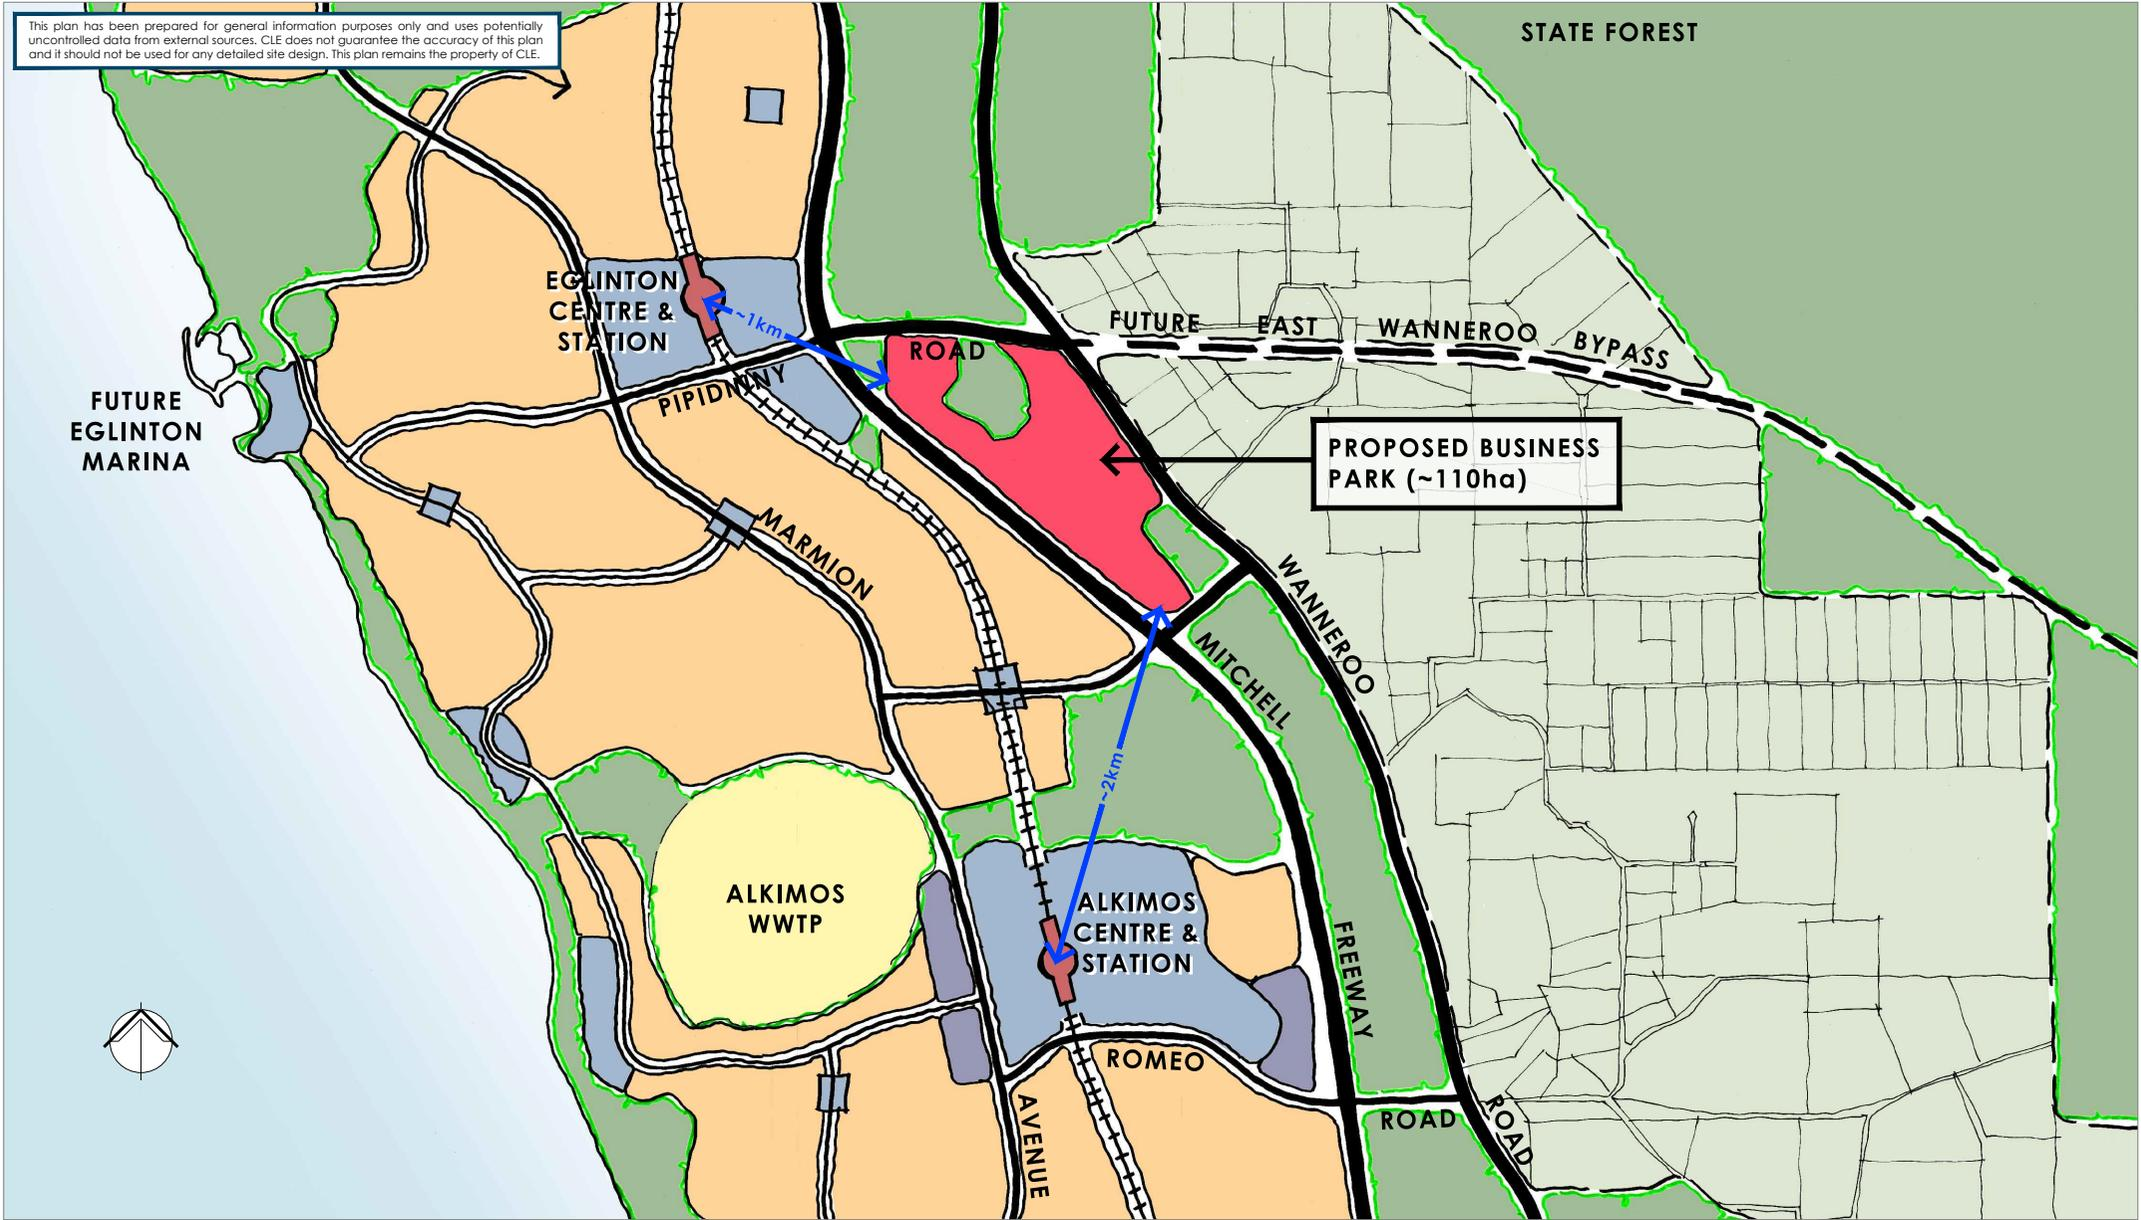 This plan has been prepared for general information purposes only and uses potentially
uncontrolled data from external sources. CLE does not guarantee the accuracy of this plan
and it should not be used for any detailed site design. This plan remains the property of CLE.
STATE FOREST
EGLINTON
CENTRE &
STATION
~1km
ROAD
PIPIDINNY
FUTURE EAST WANNEROO BYPASS
FUTURE
EGLINTON
MARINA
PROPOSED BUSINESS
PARK (~110ha)
MARMION
WANNEROO
MITCHELL
~2km
ALKIMOS
WWTP
ALKIMOS
CENTRE &
STATION
FREEWAY
ROMEO
ROAD
ROAD
AVENUE